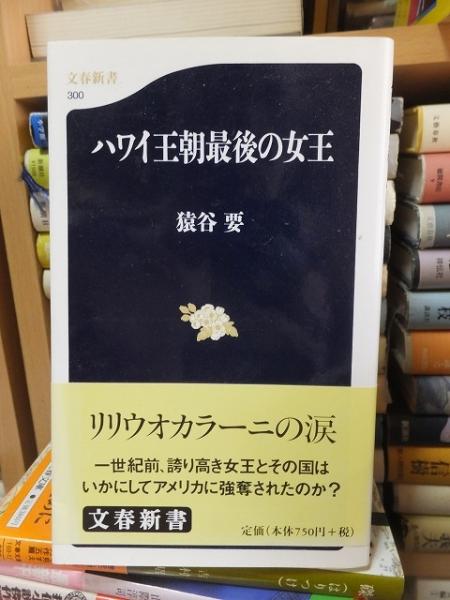 文春新書
300
ハワイ王朝最後の女王
猿谷 要
リリウオカラーニの涙
一世紀前、誇り高き女王とその国は
いかにしてアメリカに強奪されたのか?
文春新書
定価(本体750円+税)